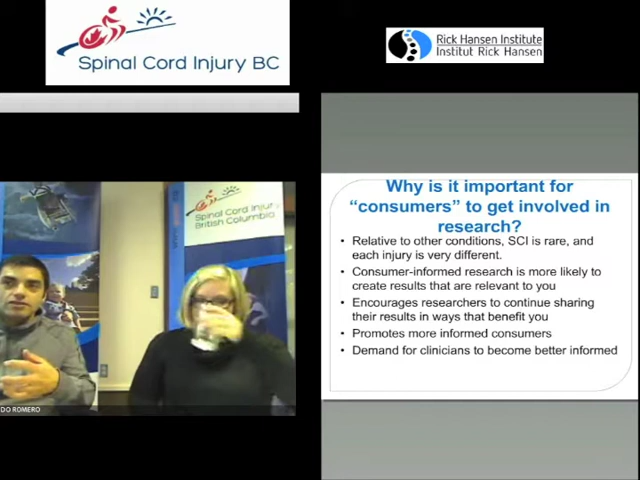 Spinal Cord Injury BC
Rick Hansen Institute
Institut Rick Hansen
Spinal Cord Injury
British Columbia
DO ROMERO
Why is it important for
“consumers” to get involved in
research?
• Relative to other conditions, SCI is rare, and
each injury is very different.
• Consumer-informed research is more likely to
create results that are relevant to you
• Encourages researchers to continue sharing
their results in ways that benefit you
• Promotes more informed consumers
• Demand for clinicians to become better informed